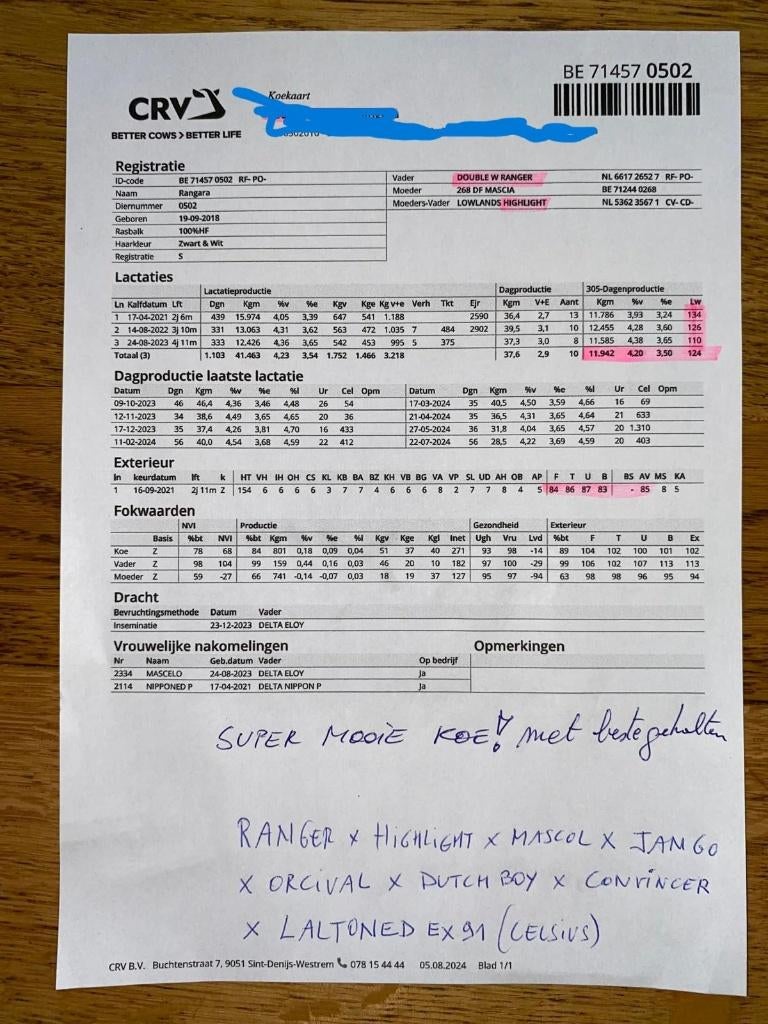 BE 71457 0502
CRV
Koekaart
BETTER COWS > BETTER LIFE
Registratie
ID-code BE 71457 0502 RF- PO- Vader DOUBLE W RANGER NL 6617 2652 7 RF- PO-
Naam Rangara Moeder 268 DF MASCIA BE 71244 0268
Diernummer 0502 Moeders-Vader LOWLANDS HIGHLIGHT NL 5362 3567 1 CV- CD-
Geboren 19-09-2018
Rasbalk 100%HF
Haarkleur Zwart & Wit
Registratie S
Lactaties
Lactatieproductie Dagproductie 305-Dagenproductie
Ln Kalfdatum Lft Dgn Kgm %v %e Kgv Kge Kg v+e Verh Tkt Ejr Kgm V+E Aant Kgm %v %e Lw
1 17-04-2021 2j 6m 439 15.974 4,05 3,39 647 541 1.188 2590 36,4 2,7 13 11.786 3,93 3,24 134
2 14-08-2022 3j 10m 331 13.063 4,31 3,62 563 472 1.035 7 484 2902 39,5 3,1 10 12.455 4,28 3,60 126
3 24-08-2023 4j 11m 333 12.426 4,36 3,65 542 453 995 5 375 37,3 3,0 8 11.585 4,38 3,65 110
Totaal (3) 1.103 41.463 4,23 3,54 1.752 1.466 3.218 37,6 2,9 10 11.942 4,20 3,50 124
Dagproductie laatste lactatie
Datum Dgn Kgm %v %e %l Ur Cel Opm Datum Dgn Kgm %v %e %l Ur Cel Opm
09-10-2023 46 46,4 4,36 3,46 4,48 26 54 17-03-2024 35 40,5 4,50 3,59 4,66 16 69
12-11-2023 34 38,6 4,49 3,65 4,65 20 36 21-04-2024 35 36,5 4,31 3,65 4,64 21 633
17-12-2023 35 37,4 4,26 3,81 4,70 16 433 27-05-2024 36 31,8 4,04 3,65 4,57 20 1.310
11-02-2024 56 40,0 4,54 3,68 4,59 22 412 22-07-2024 56 28,5 4,22 3,69 4,59 20 403
Exterieur
ln keurdatum lft k HT VH IH OH CS KL KB BA BZ KH VB BG VA VP SL UD AH OB AP F T U B BS AV MS KA
1 16-09-2021 2j 11m Z 154 6 6 6 6 3 7 7 4 6 6 6 8 2 7 7 8 4 5 84 86 87 83 - 85 8 5
Fokwaarden
NVI Productie Gezondheid Exterieur
Basis %bt NVI %bt Kgm %v %e %l Kgv Kge Kgl Inet Ugh Vru Lvd %bt F T U B Ex
Koe Z 78 68 84 801 0,18 0,09 0,04 51 37 40 271 93 98 -14 89 104 102 100 101 102
Vader Z 98 104 99 159 0,44 0,16 0,03 46 20 10 182 97 100 -29 99 106 102 107 113 113
Moeder Z 59 -27 66 741 -0,14 -0,07 0,03 18 19 37 127 95 97 -94 63 98 98 96 95 94
Dracht
Bevruchtingsmethode Datum Vader
Inseminatie 23-12-2023 DELTA ELOY
Vrouwelijke nakomelingen Opmerkingen
Nr Naam Geb.datum Vader Op bedrijf
2334 MASCELO 24-08-2023 DELTA ELOY Ja
2114 NIPPONED P 17-04-2021 DELTA NIPPON P Ja
SUPER MOOIE KOE! met beste gehalten
RANGER x HIGHLIGHT x MASCOL x JANGO
x ORCIVAL x DUTCH BOY x CONVINCER
x LALTONED EX 91 (CELSIUS)
CRV B.V. Buchtenstraat 7, 9051 Sint-Denijs-Westrem 078 15 44 44 05.08.2024 Blad 1/1